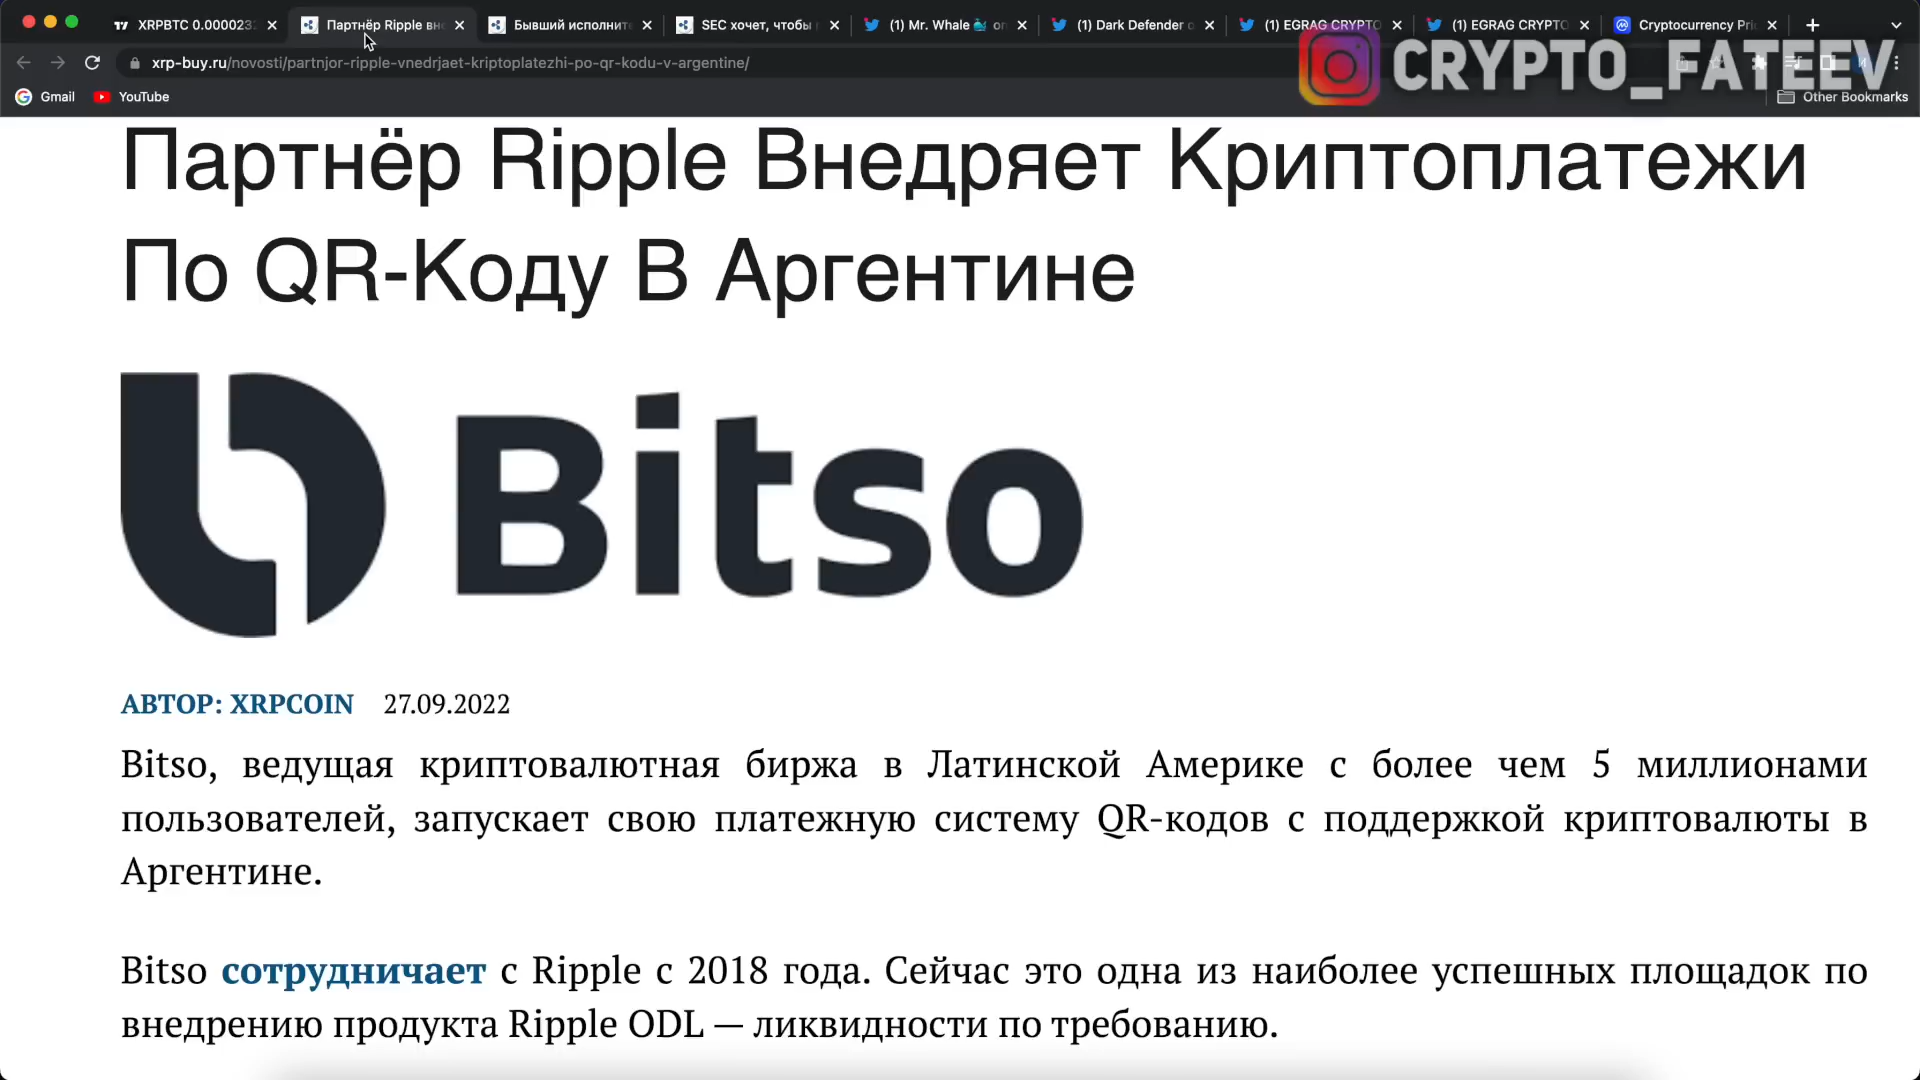 XRPBTC 0.0000232
Партнёр Ripple вн
Бывший исполните
SEC хочет, чтобы
(1) Mr. Whale 🐳 on
(1) Dark Defender o
(1) EGRAG CRYPTO
(1) EGRAG CRYPTO
Cryptocurrency Pri
xrp-buy.ru/novosti/partnjor-ripple-vnedrjaet-kriptoplatezhi-po-qr-kodu-v-argentine/
CRYPTO_FATEEV
Gmail
YouTube
Other Bookmarks
Партнёр Ripple Внедряет Криптоплатежи
По QR-Коду В Аргентине
Bitso
АВТОР: XRPCOIN 27.09.2022
Bitso, ведущая криптовалютная биржа в Латинской Америке с более чем 5 миллионами
пользователей, запускает свою платежную систему QR-кодов с поддержкой криптовалюты в
Аргентине.
Bitso сотрудничает с Ripple с 2018 года. Сейчас это одна из наиболее успешных площадок по
внедрению продукта Ripple ODL — ликвидности по требованию.